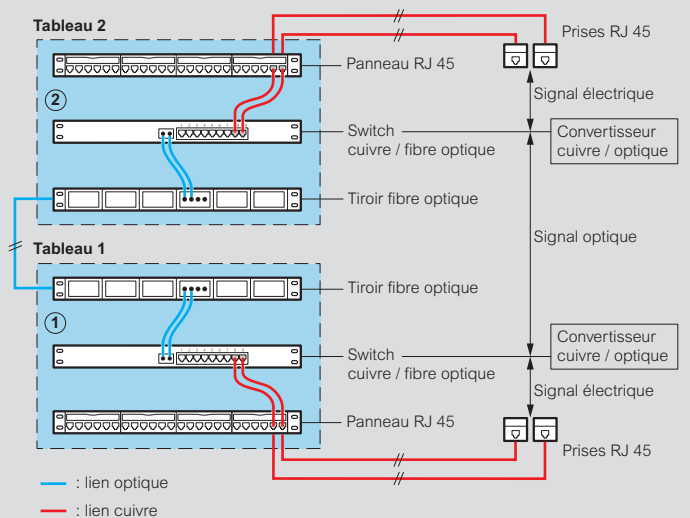 Tableau 2
Prises RJ 45
Panneau RJ 45
2
Signal électrique
Switch
cuivre / fibre optique
Convertisseur
cuivre / optique
Tiroir fibre optique
Signal optique
Tableau 1
Tiroir fibre optique
1
Switch
cuivre / fibre optique
Convertisseur
cuivre / optique
Signal électrique
Panneau RJ 45
Prises RJ 45
: lien optique
: lien cuivre